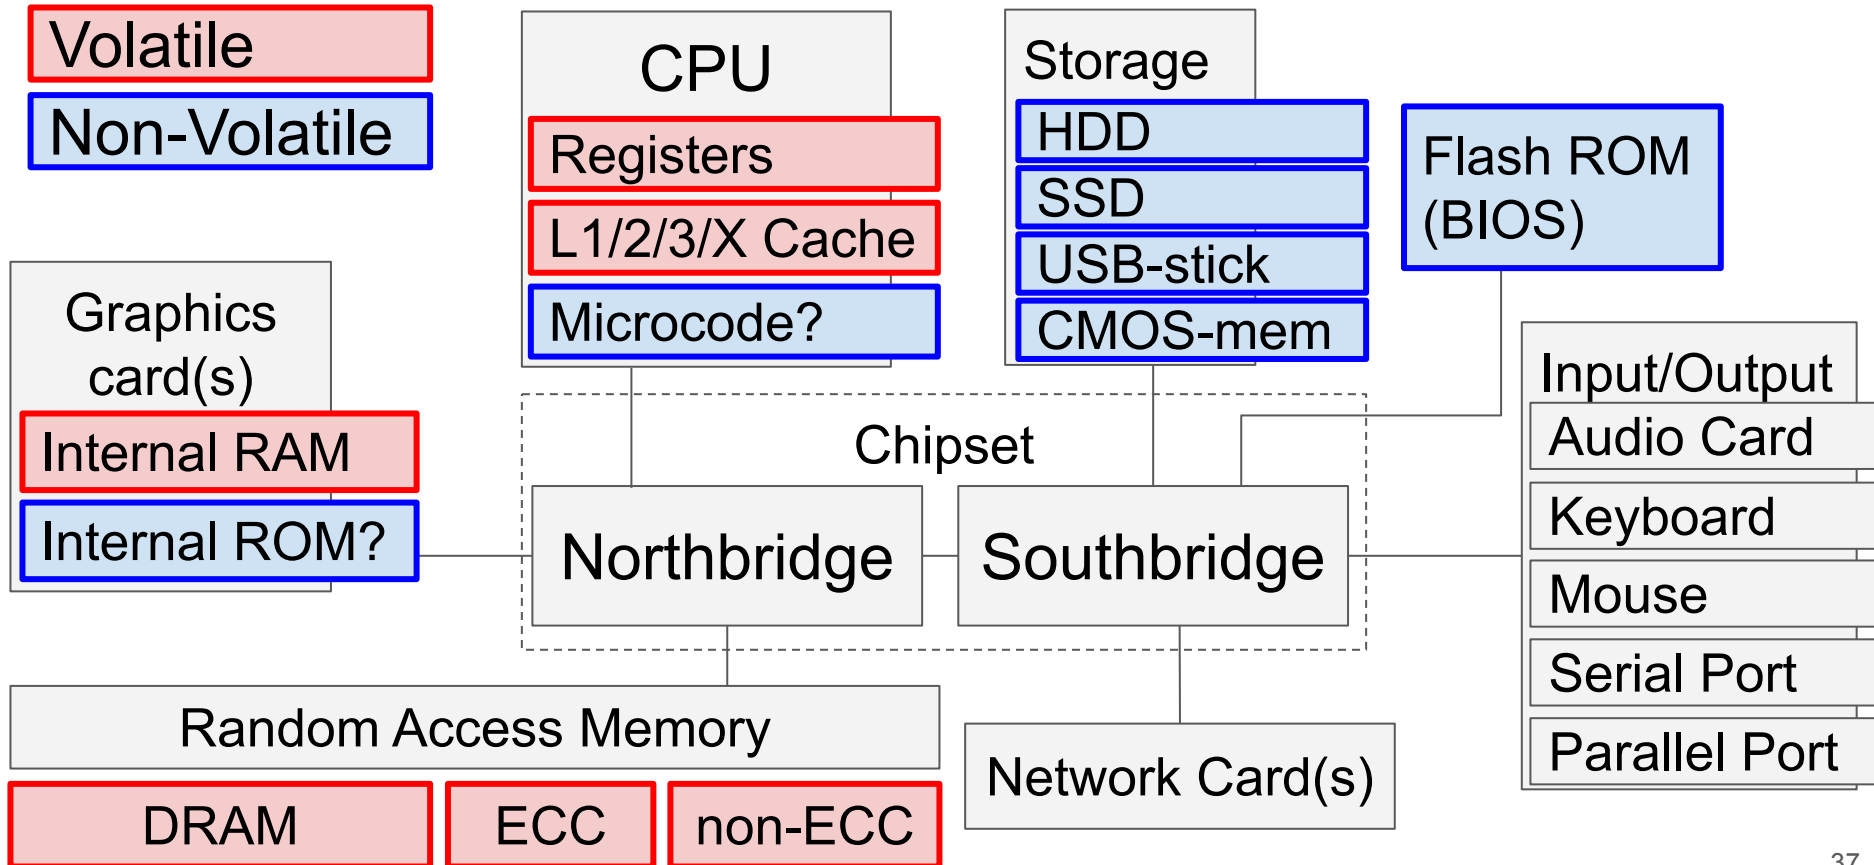 Volatile
Non-Volatile
CPU
Registers
L1/2/3/X Cache
Microcode?
Storage
HDD
SSD
USB-stick
CMOS-mem
Flash ROM
(BIOS)
Graphics
card(s)
Internal RAM
Internal ROM?
Chipset
Northbridge
Southbridge
Input/Output
Audio Card
Keyboard
Mouse
Serial Port
Parallel Port
Random Access Memory
DRAM
ECC
non-ECC
Network Card(s)
37